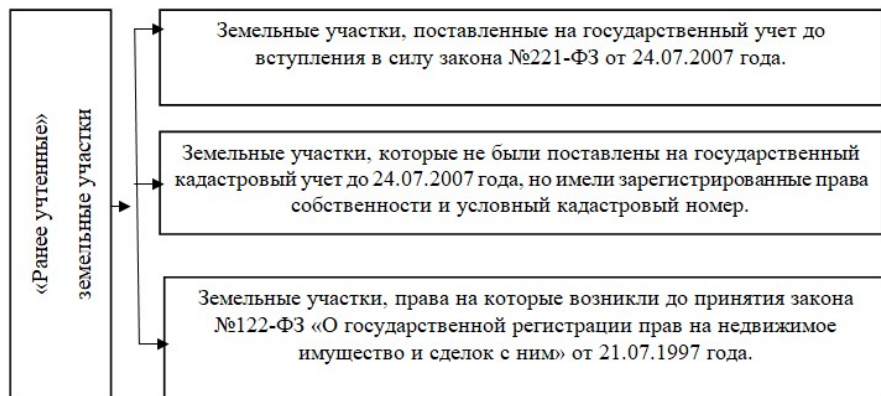 «Ранее учтенные»
земельные участки
Земельные участки, поставленные на государственный учет до
вступления в силу закона №221-ФЗ от 24.07.2007 года.
Земельные участки, которые не были поставлены на государственный
кадастровый учет до 24.07.2007 года, но имели зарегистрированные права
собственности и условный кадастровый номер.
Земельные участки, права на которые возникли до принятия закона
№122-ФЗ «О государственной регистрации прав на недвижимое
имущество и сделок с ним» от 21.07.1997 года.